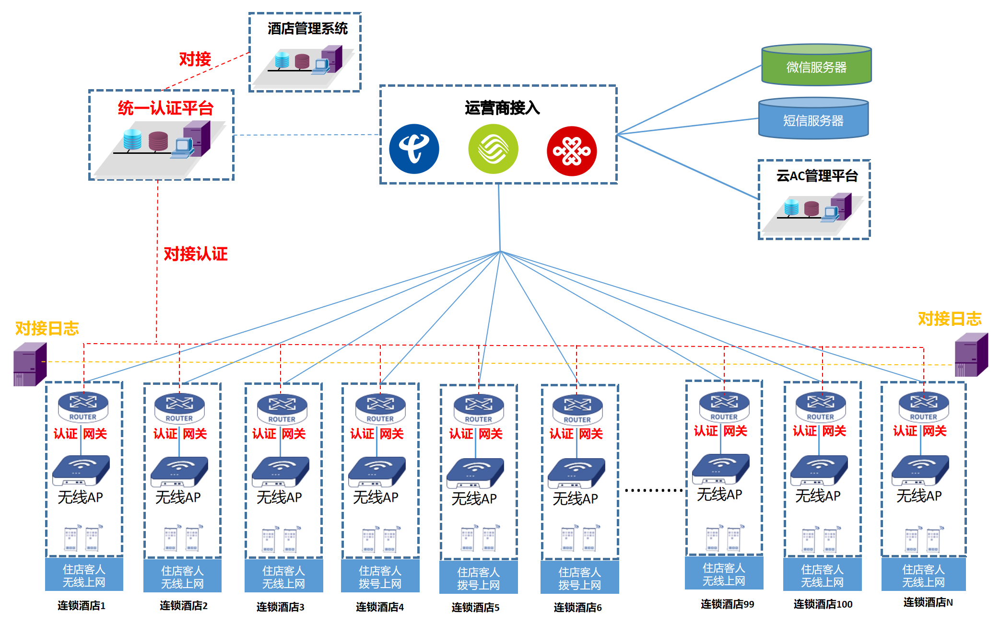 酒店管理系统
对接
统一认证平台
运营商接入
微信服务器
短信服务器
云AC管理平台
对接认证
对接日志
对接日志
ROUTER
认证 网关
无线AP
住店客人
无线上网
连锁酒店1
ROUTER
认证 网关
无线AP
住店客人
无线上网
连锁酒店2
ROUTER
认证 网关
无线AP
住店客人
无线上网
连锁酒店3
ROUTER
认证 网关
无线AP
住店客人
拨号上网
连锁酒店4
ROUTER
认证 网关
无线AP
住店客人
拨号上网
连锁酒店5
ROUTER
认证 网关
无线AP
住店客人
拨号上网
连锁酒店6
..........
ROUTER
认证 网关
无线AP
住店客人
无线上网
连锁酒店99
ROUTER
认证 网关
无线AP
住店客人
无线上网
连锁酒店100
ROUTER
认证 网关
无线AP
住店客人
无线上网
连锁酒店N